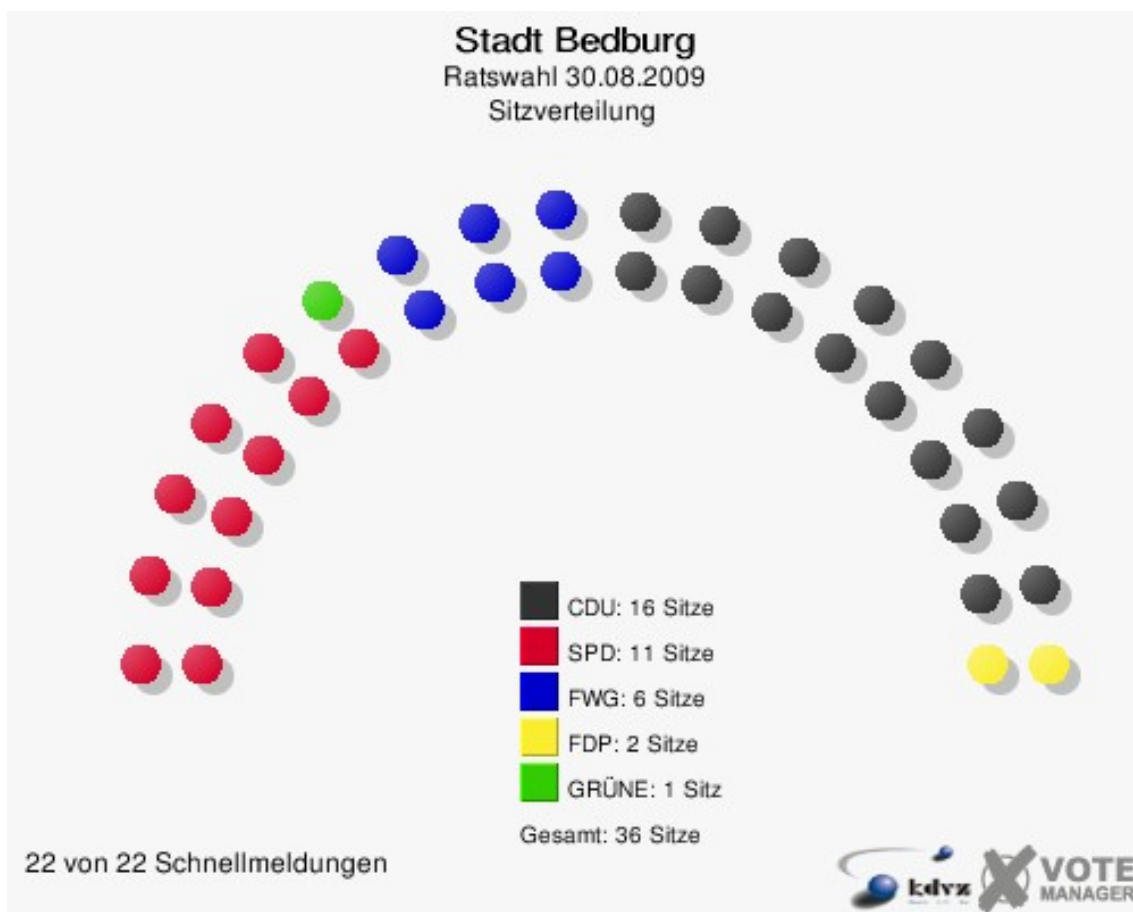 Stadt Bedburg
Ratswahl 30.08.2009
Sitzverteilung
CDU: 16 Sitze
SPD: 11 Sitze
FWG: 6 Sitze
FDP: 2 Sitze
GRÜNE: 1 Sitz
Gesamt: 36 Sitze
22 von 22 Schnellmeldungen
kdvz
VOTE
MANAGER